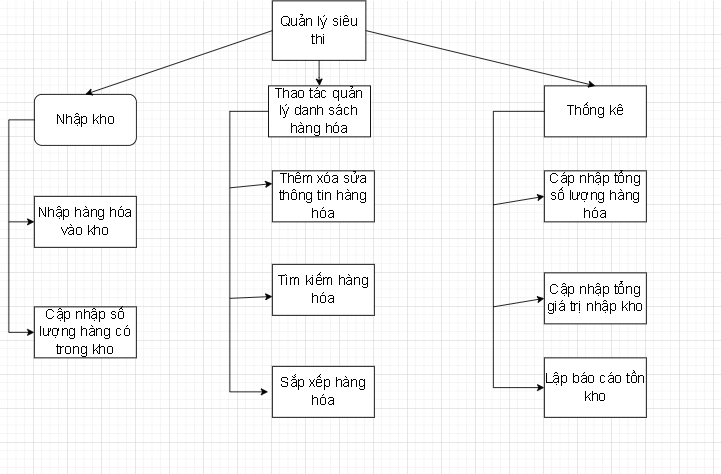 Quản lý siêu
thi
Nhập kho
Thao tác quản
lý danh sách
hàng hóa
Thống kê
Nhập hàng hóa
vào kho
Cập nhập số
lượng hàng có
trong kho
Thêm xóa sửa
thông tin hàng
hóa
Tìm kiếm hàng
hóa
Sắp xếp hàng
hóa
Cáp nhập tổng
số lượng hàng
hóa
Cập nhập tổng
giá trị nhập kho
Lập báo cáo tồn
kho